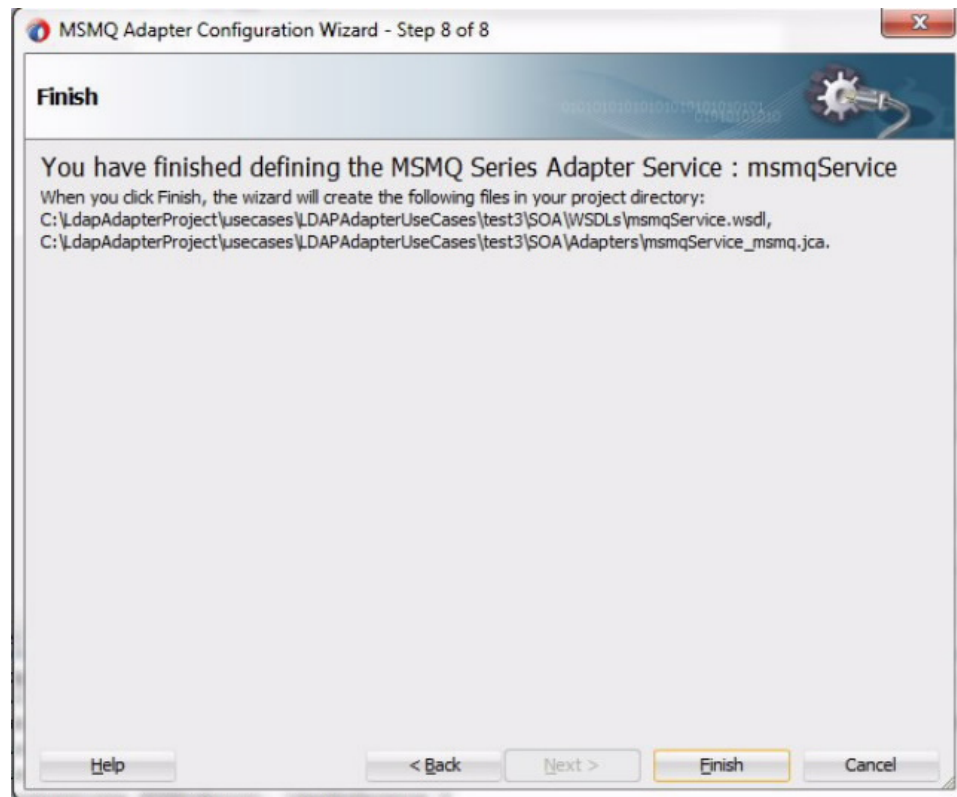 MSMQ Adapter Configuration Wizard - Step 8 of 8
Finish
You have finished defining the MSMQ Series Adapter Service : msmqService
When you click Finish, the wizard will create the following files in your project directory:
C:\LdapAdapterProject\usecases\LDAPAdapterUseCases\test3\SOA\WSDLs\msmqService.wsdl,
C:\LdapAdapterProject\usecases\LDAPAdapterUseCases\test3\SOA\Adapters\msmqService_msmq.jca.
Help < Back Next > Finish Cancel